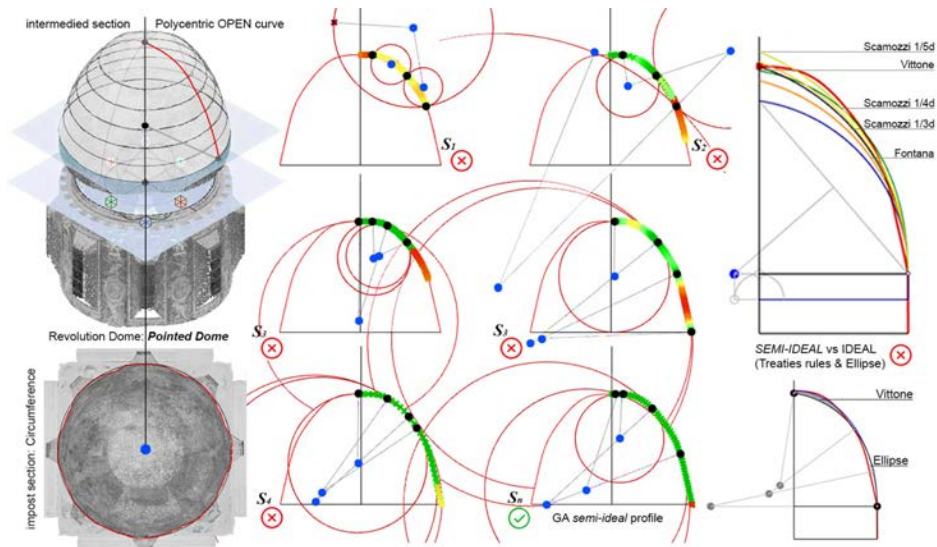 intermedied section
Polycentric OPEN curve
Revolution Dome: Pointed Dome
impost section: Circumference
S1
S2
S3
S3
S4
Sn
GA semi-ideal profile
Scamozzi 1/5d
Vittone
Scamozzi 1/4d
Scamozzi 1/3d
Fontana
SEMI-IDEAL vs IDEAL
(Treaties rules & Ellipse)
Vittone
Ellipse